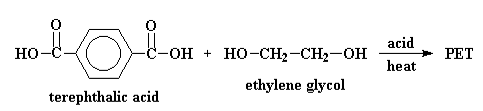 O O
HO—C C—OH + HO—CH₂—CH₂—OH acid heat PET
terephthalic acid
ethylene glycol